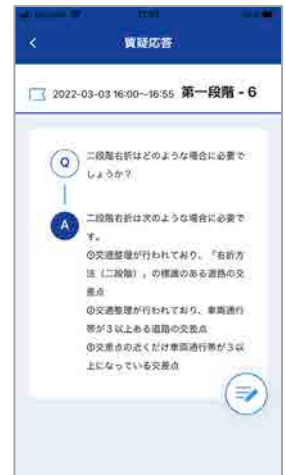 質疑応答
2022-03-03 16:00~16:55 第一段階 - 6
Q
二段階右折はどのような場合に必要で
しょうか？
A
二段階右折は次のような場合に必要で
す。
①交通整理が行われており、「右折方
法（二段階）」の標識のある道路の交
差点
②交通整理が行われており、車両通行
帯が３以上ある道路の交差点
③交差点の近くだけ車両通行帯が３以
上になっている交差点